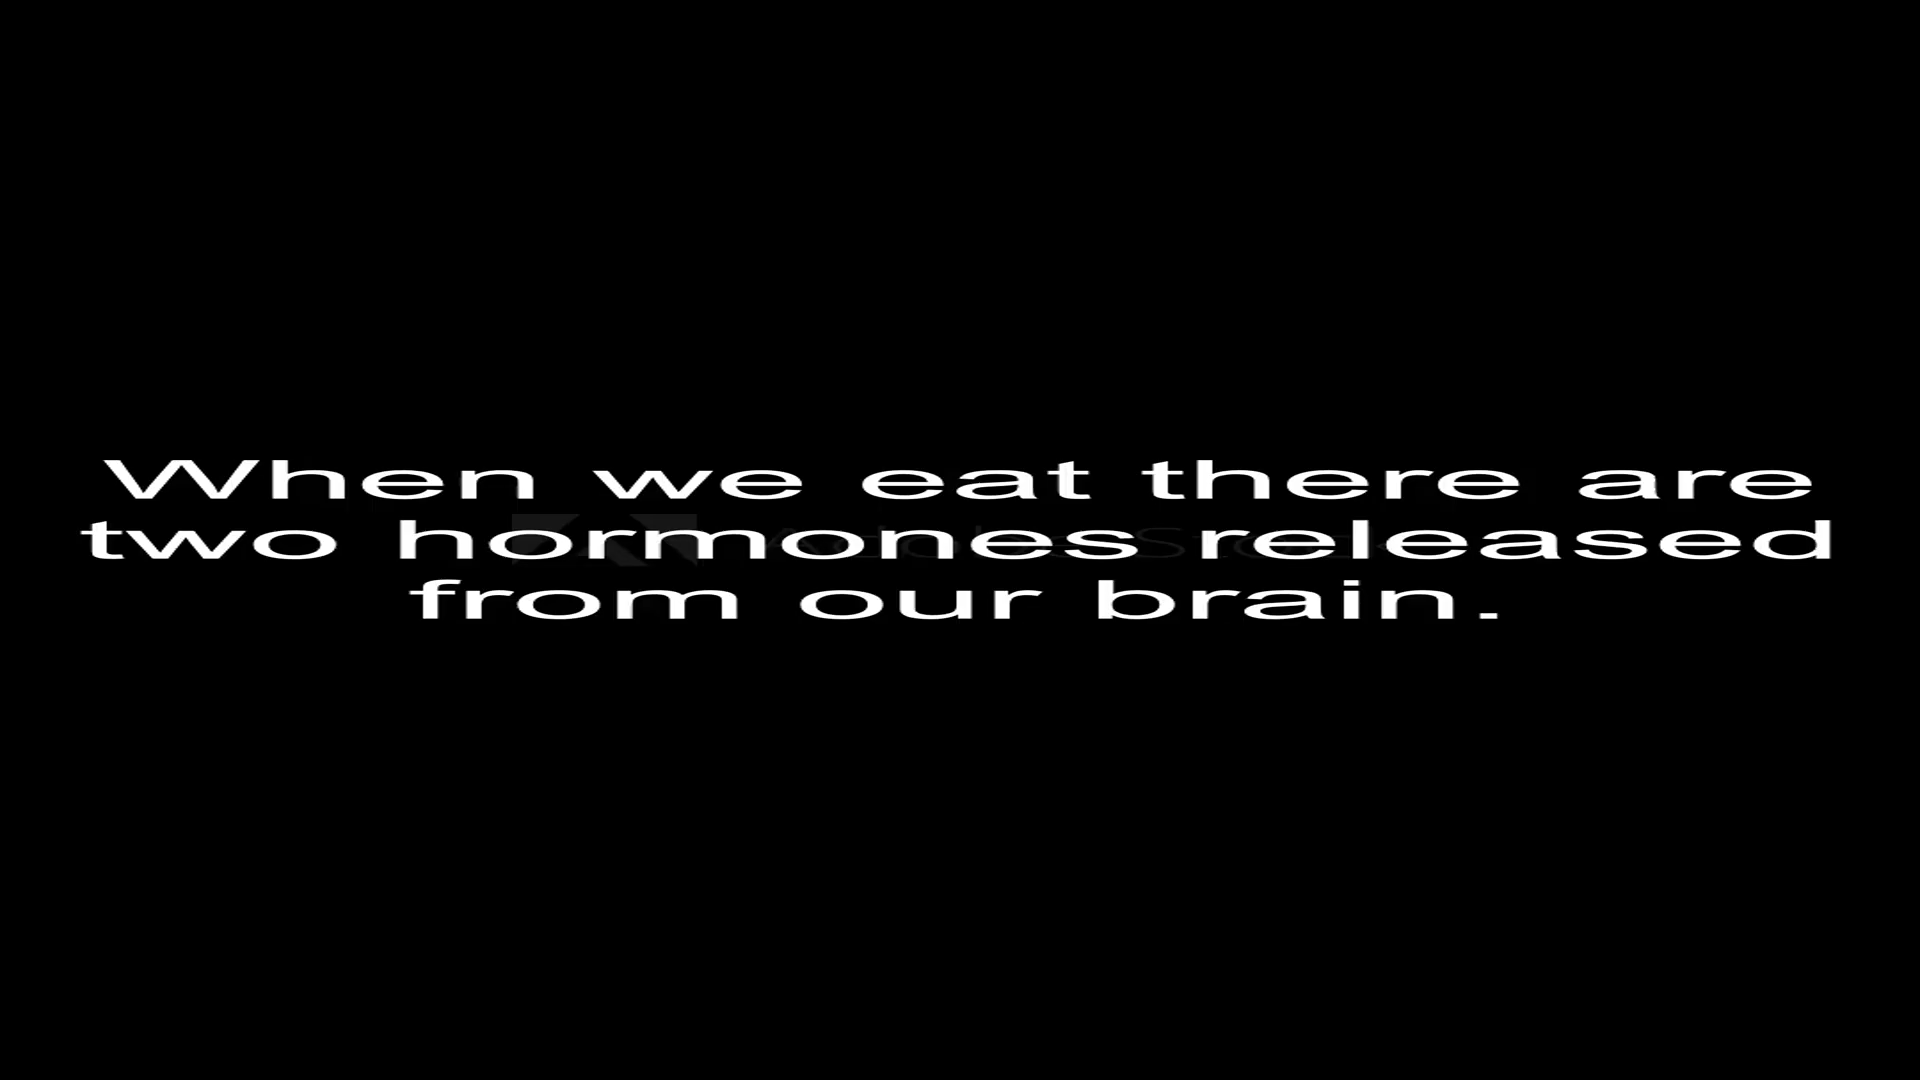 When we eat there are
two hormones released
from our brain.